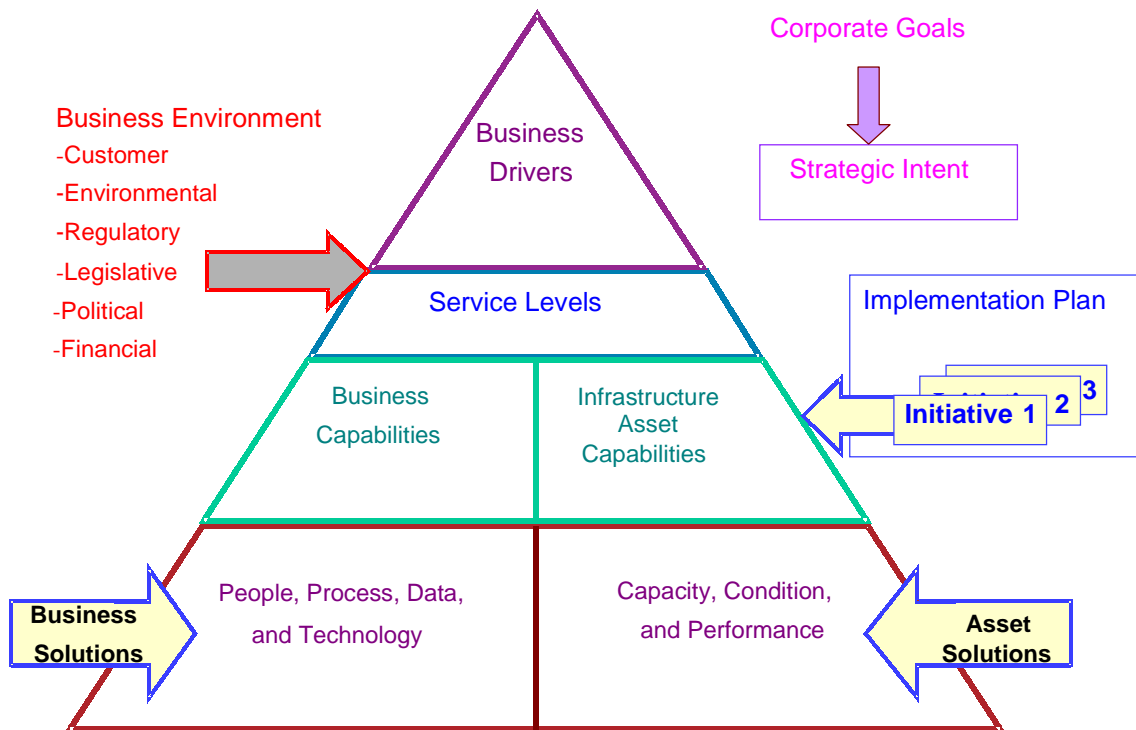 Corporate Goals
Strategic Intent
Business Environment
-Customer
-Environmental
-Regulatory
-Legislative
-Political
-Financial
Business
Drivers
Service Levels
Implementation Plan
3
2
Initiative 1
Business
Capabilities
Infrastructure
Asset
Capabilities
People, Process, Data,
and Technology
Capacity, Condition,
and Performance
Business
Solutions
Asset
Solutions